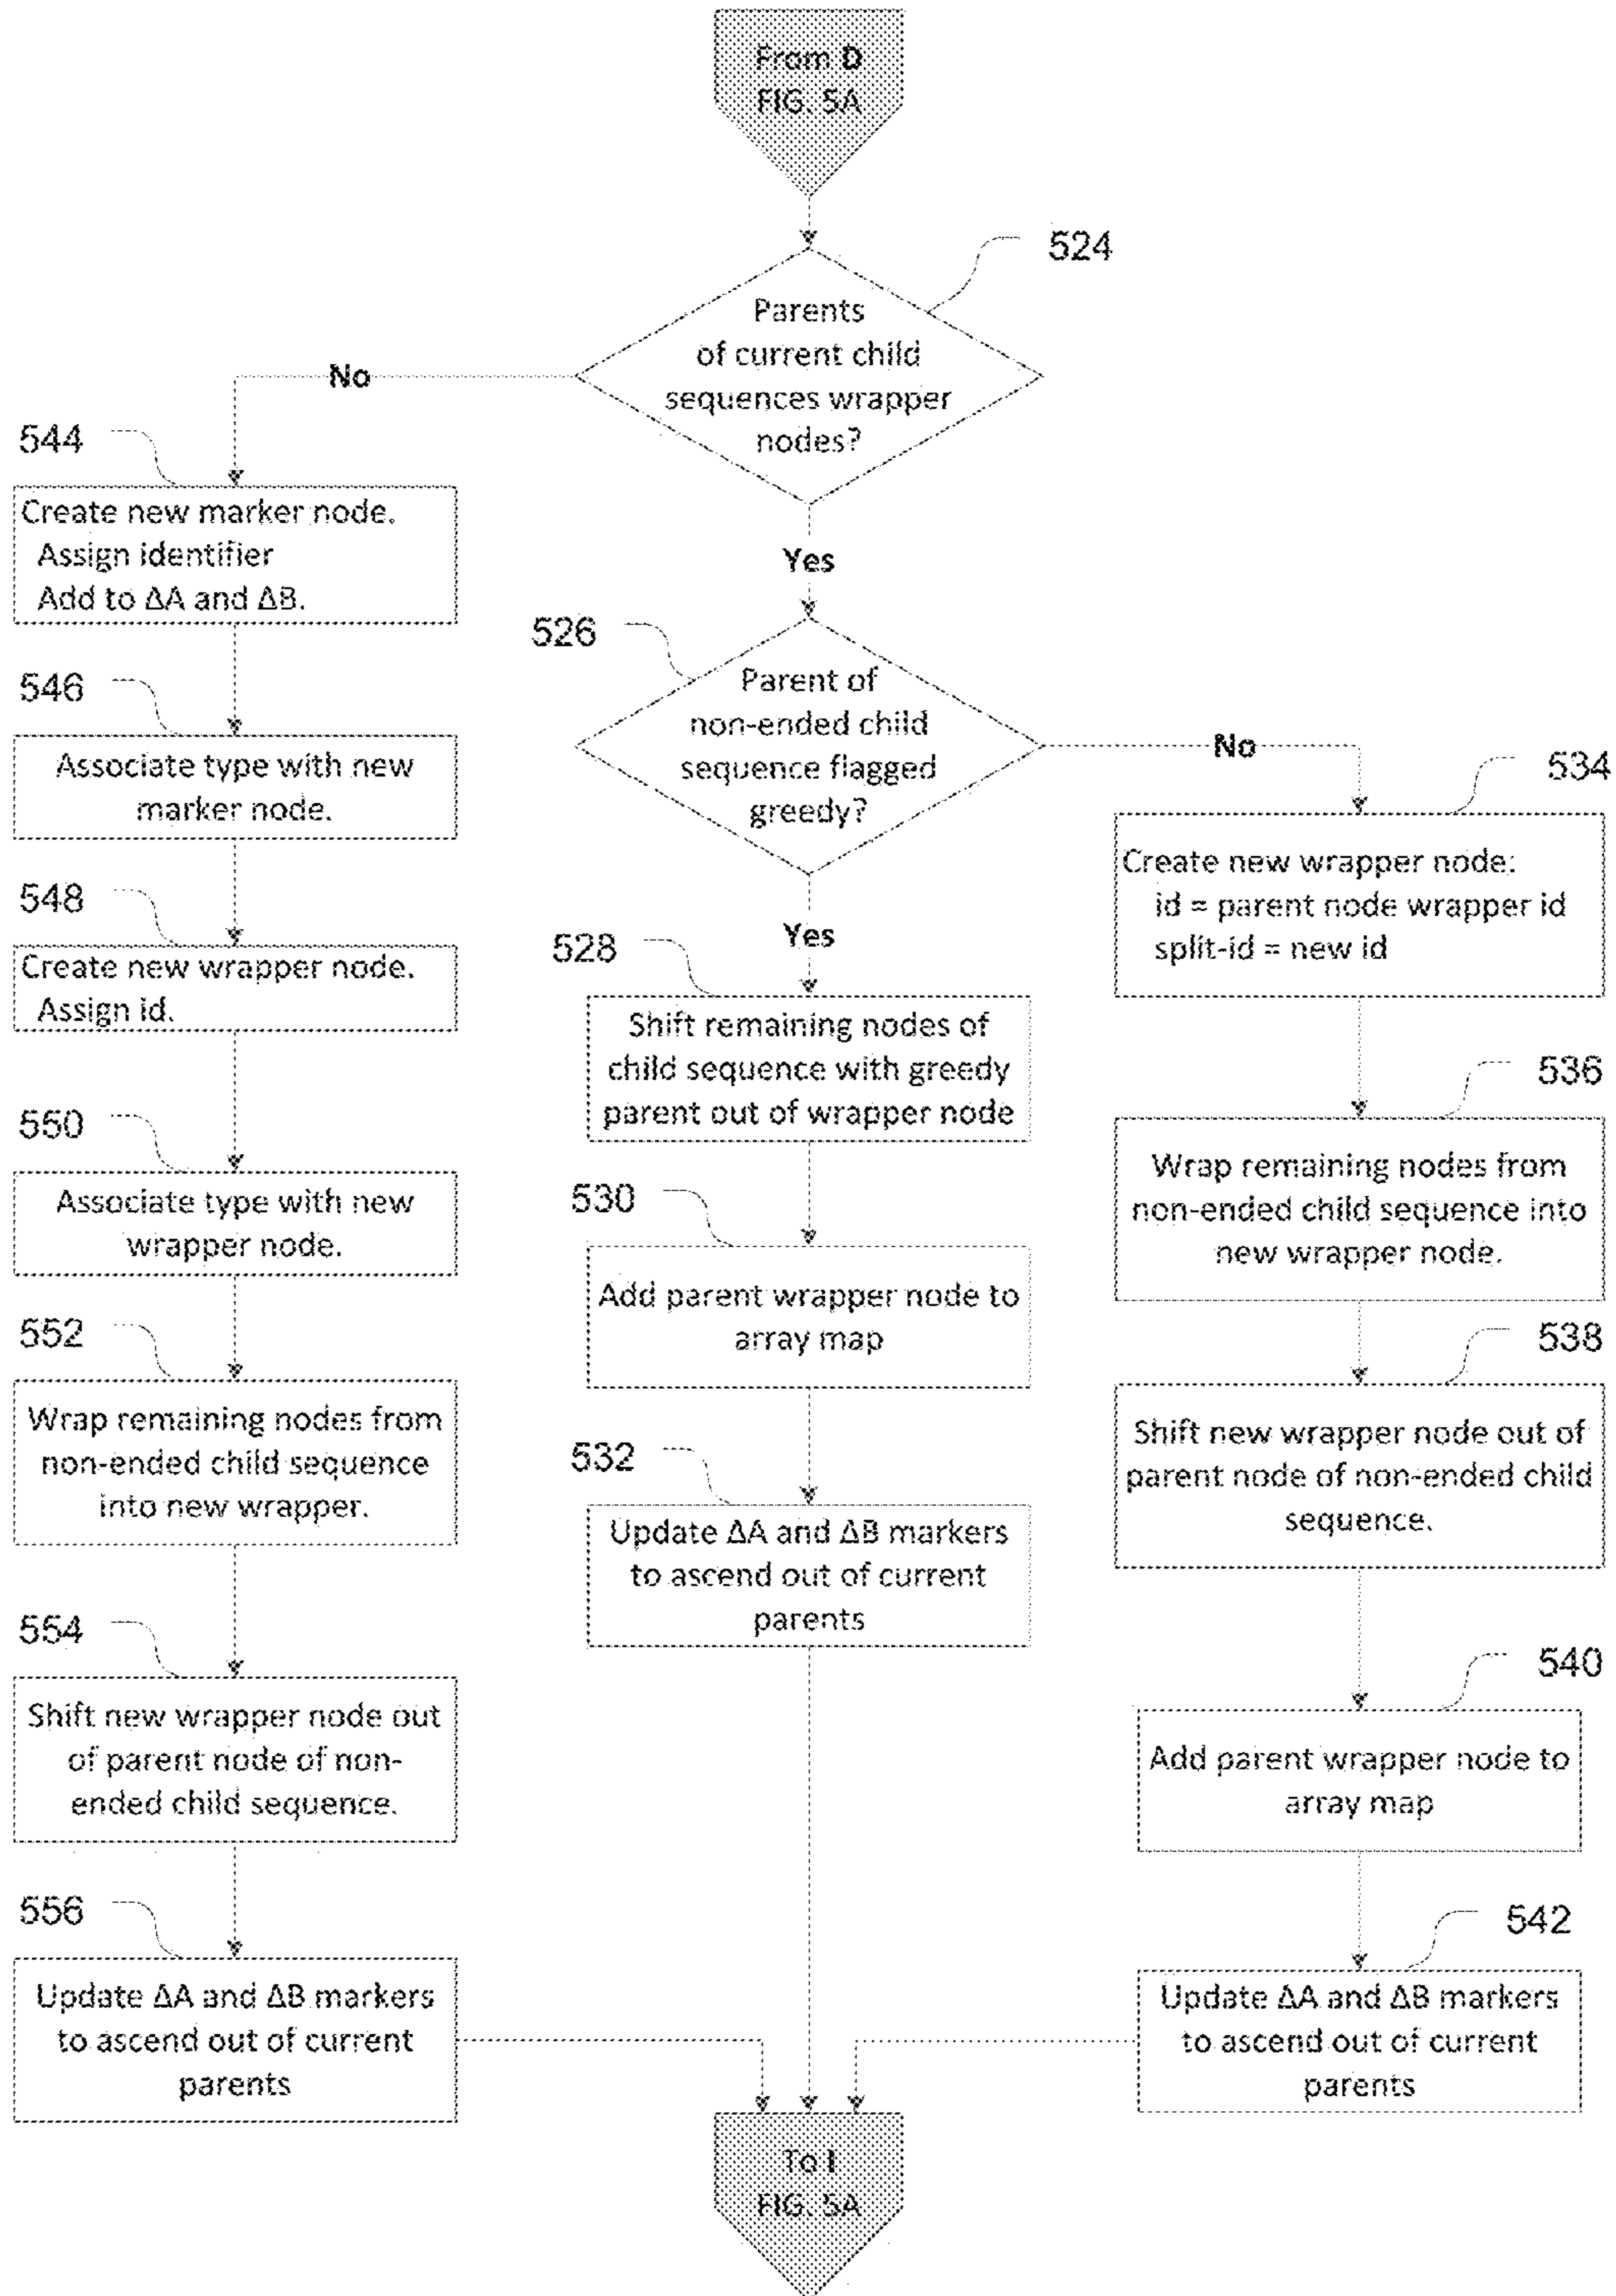 From D
FIG. 5A
524
Parents
of current child
sequences wrapper
nodes?
No
Yes
544
Create new marker node.
Assign identifier
Add to ΔA and ΔB.
546
Associate type with new
marker node.
548
Create new wrapper node.
Assign id.
550
Associate type with new
wrapper node.
552
Wrap remaining nodes from
non-ended child sequence
into new wrapper.
554
Shift new wrapper node out
of parent node of non-
ended child sequence.
556
Update ΔA and ΔB markers
to ascend out of current
parents
526
Parent of
non-ended child
sequence flagged
greedy?
Yes
No
528
Shift remaining nodes of
child sequence with greedy
parent out of wrapper node
530
Add parent wrapper node to
array map
532
Update ΔA and ΔB markers
to ascend out of current
parents
534
Create new wrapper node:
id = parent node wrapper id
split-id = new id
536
Wrap remaining nodes from
non-ended child sequence into
new wrapper node.
538
Shift new wrapper node out of
parent node of non-ended child
sequence.
540
Add parent wrapper node to
array map
542
Update ΔA and ΔB markers
to ascend out of current
parents
To I
FIG. 5A